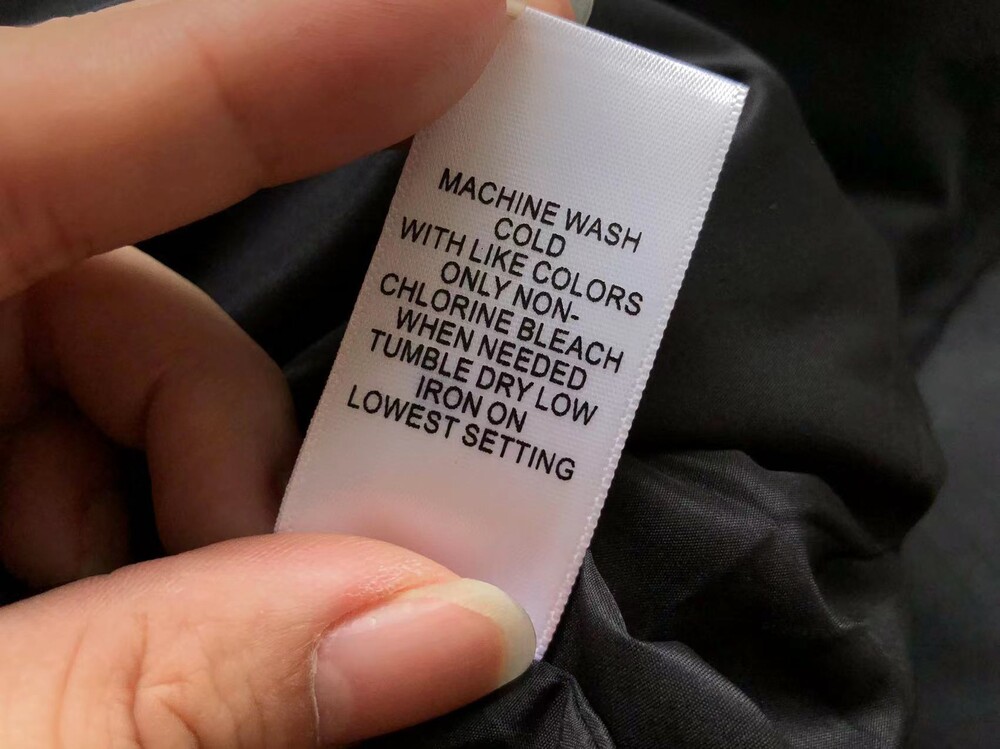 MACHINE WASH
COLD
WITH LIKE COLORS
ONLY NON-
CHLORINE BLEACH
WHEN NEEDED
TUMBLE DRY LOW
IRON ON
LOWEST SETTING